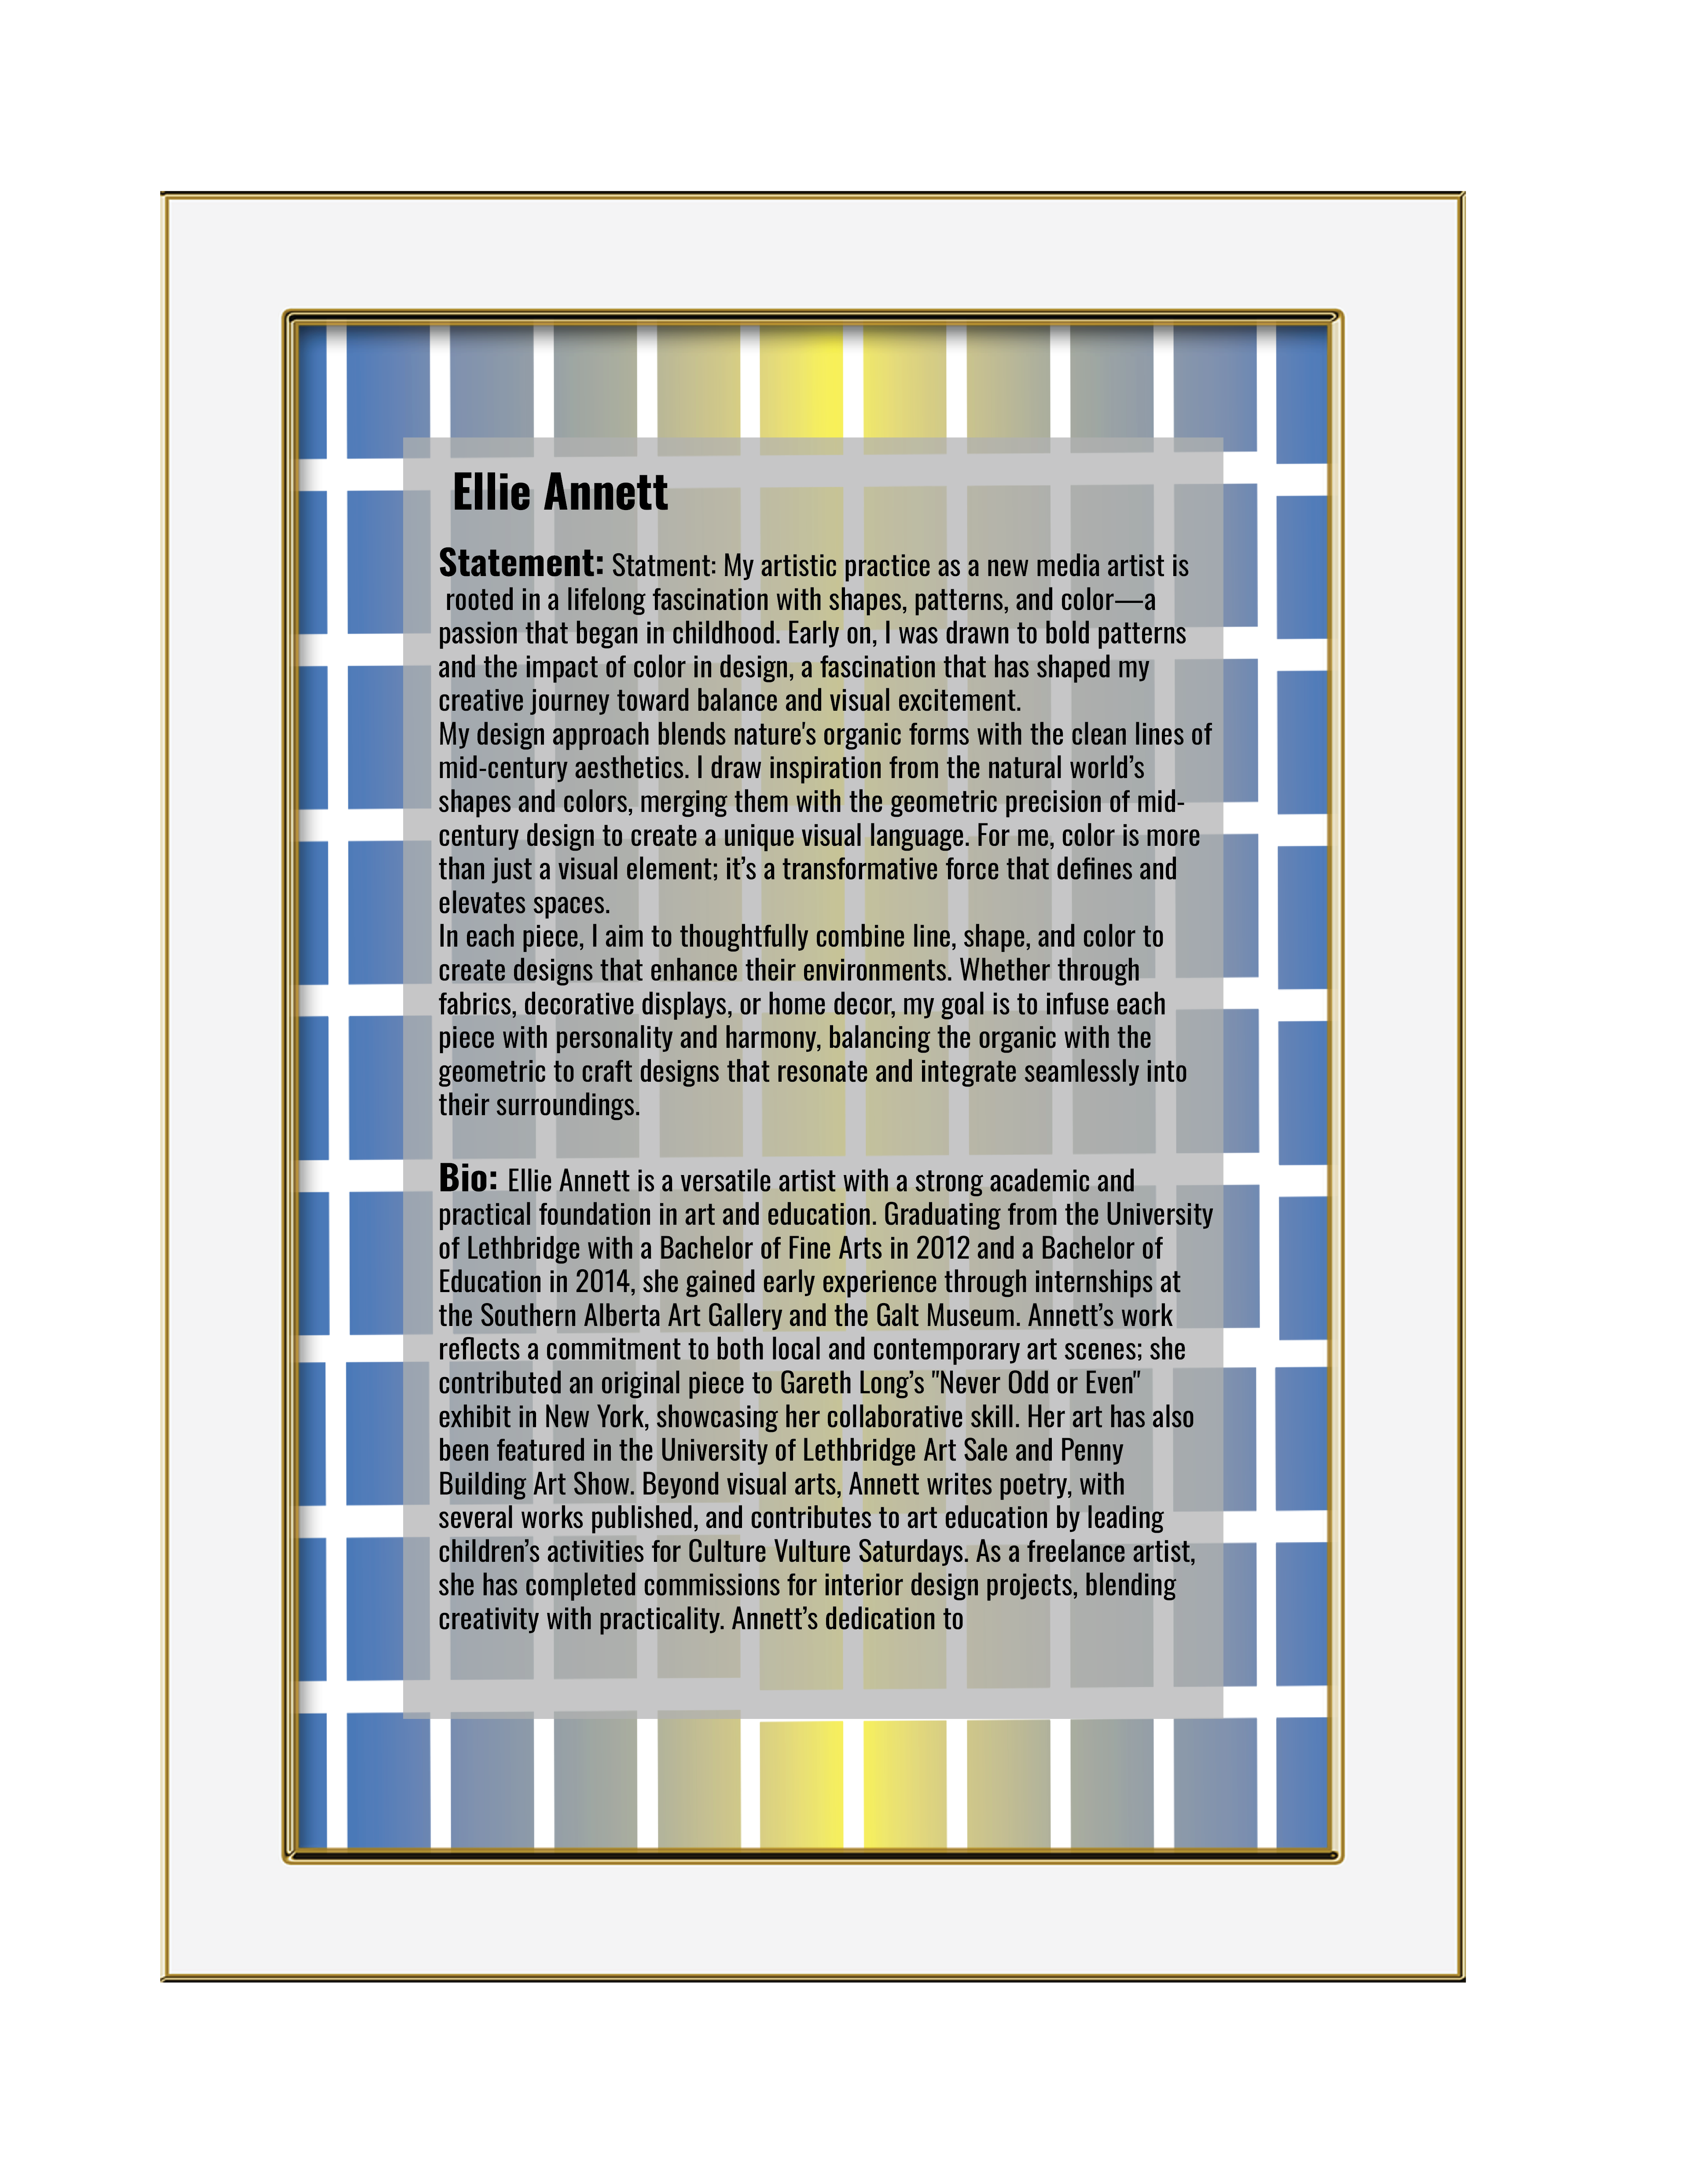 Ellie Annett
Statement: Statment: My artistic practice as a new media artist is
rooted in a lifelong fascination with shapes, patterns, and color—a
passion that began in childhood. Early on, I was drawn to bold patterns
and the impact of color in design, a fascination that has shaped my
creative journey toward balance and visual excitement.
My design approach blends nature's organic forms with the clean lines of
mid-century aesthetics. I draw inspiration from the natural world’s
shapes and colors, merging them with the geometric precision of mid-
century design to create a unique visual language. For me, color is more
than just a visual element; it’s a transformative force that defines and
elevates spaces.
In each piece, I aim to thoughtfully combine line, shape, and color to
create designs that enhance their environments. Whether through
fabrics, decorative displays, or home decor, my goal is to infuse each
piece with personality and harmony, balancing the organic with the
geometric to craft designs that resonate and integrate seamlessly into
their surroundings.
Bio: Ellie Annett is a versatile artist with a strong academic and
practical foundation in art and education. Graduating from the University
of Lethbridge with a Bachelor of Fine Arts in 2012 and a Bachelor of
Education in 2014, she gained early experience through internships at
the Southern Alberta Art Gallery and the Galt Museum. Annett’s work
reflects a commitment to both local and contemporary art scenes; she
contributed an original piece to Gareth Long’s "Never Odd or Even"
exhibit in New York, showcasing her collaborative skill. Her art has also
been featured in the University of Lethbridge Art Sale and Penny
Building Art Show. Beyond visual arts, Annett writes poetry, with
several works published, and contributes to art education by leading
children’s activities for Culture Vulture Saturdays. As a freelance artist,
she has completed commissions for interior design projects, blending
creativity with practicality. Annett’s dedication to